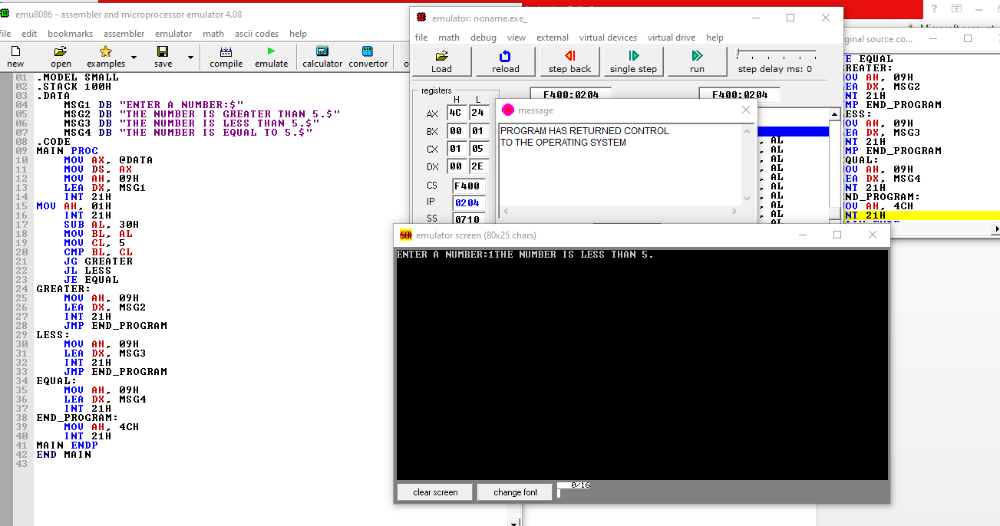 emu8086 - assembler and microprocessor emulator 4.08
file edit bookmarks assembler emulator math ascii codes help
new open examples save compile emulate calculator convertor
01 .MODEL SMALL
02 .STACK 100H
03 .DATA
04 MSG1 DB "ENTER A NUMBER:$"
05 MSG2 DB "THE NUMBER IS GREATER THAN 5.$"
06 MSG3 DB "THE NUMBER IS LESS THAN 5.$"
07 MSG4 DB "THE NUMBER IS EQUAL TO 5.$"
08 .CODE
09 MAIN PROC
10 MOV AX, @DATA
11 MOV DS, AX
12 MOV AH, 09H
13 LEA DX, MSG1
14 INT 21H
15 MOV AH, 01H
16 INT 21H
17 SUB AL, 30H
18 MOV BL, AL
19 MOV CL, 5
20 CMP BL, CL
21 JG GREATER
22 JL LESS
23 JE EQUAL
24 GREATER:
25 MOV AH, 09H
26 LEA DX, MSG2
27 INT 21H
28 JMP END_PROGRAM
29 LESS:
30 MOV AH, 09H
31 LEA DX, MSG3
32 INT 21H
33 JMP END_PROGRAM
34 EQUAL:
35 MOV AH, 09H
36 LEA DX, MSG4
37 INT 21H
38 END_PROGRAM:
39 MOV AH, 4CH
40 INT 21H
41 MAIN ENDP
42 END MAIN
43
emulator: noname.exe_
file math debug view external virtual devices virtual drive help
Load reload step back single step run step delay ms: 0
registers
F400:0204 F400:0204
H L
AX 4C 24
BX 00 01
CX 01 05
DX 00 2E
CS F400
IP 0204
SS 0710
message
PROGRAM HAS RETURNED CONTROL
TO THE OPERATING SYSTEM
, AL
, AL
, AL
, AL
, AL
, AL
, AL
, AL
, AL
ginal source co...
E EQUAL
REATER:
OV AH, 09H
EA DX, MSG2
NT 21H
MP END_PROGRAM
ESS:
OV AH, 09H
EA DX, MSG3
NT 21H
MP END_PROGRAM
QUAL:
OV AH, 09H
EA DX, MSG4
NT 21H
ND_PROGRAM:
OV AH, 4CH
NT 21H
emulator screen (80x25 chars)
ENTER A NUMBER:1THE NUMBER IS LESS THAN 5.
clear screen change font 0/16